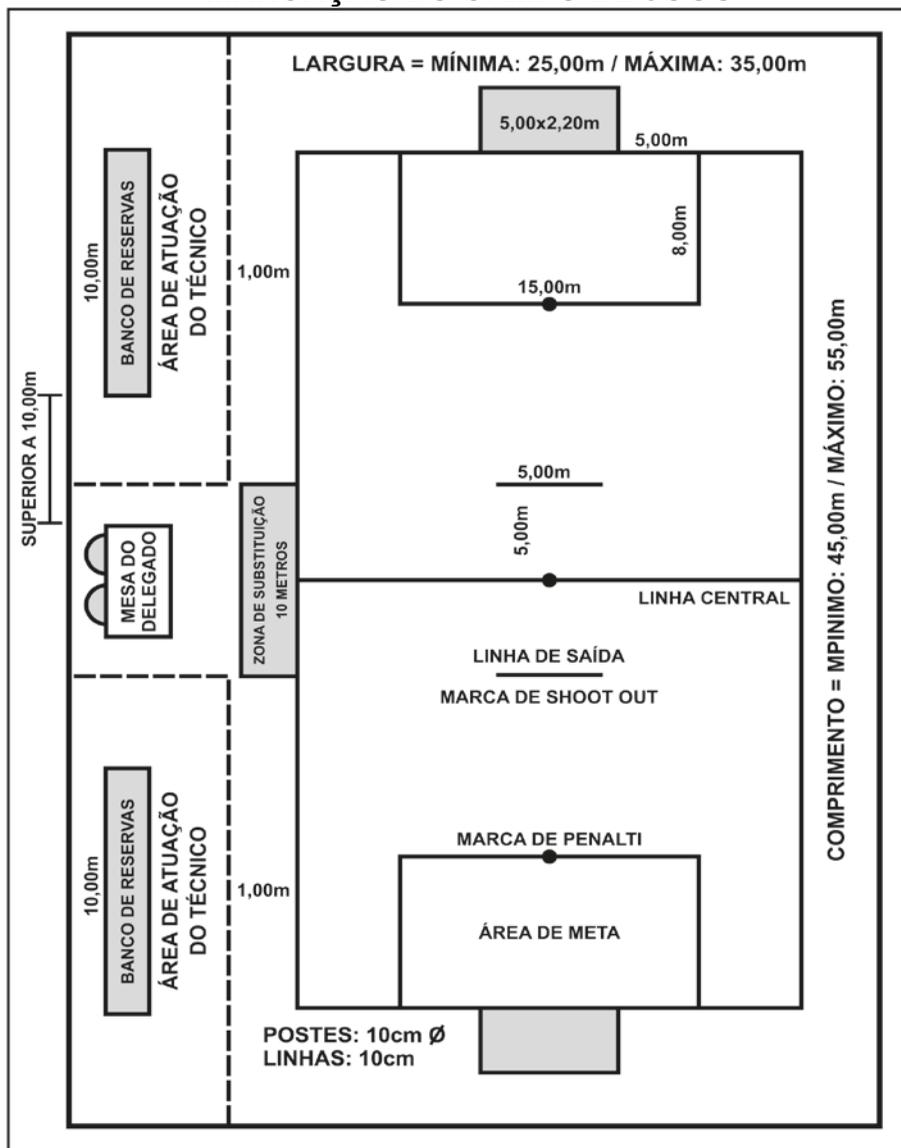 LARGURA = MÍNIMA: 25,00m / MÁXIMA: 35,00m
5,00x2,20m
5,00m
8,00m
15,00m
10,00m
BANCO DE RESERVAS
ÁREA DE ATUAÇÃO
DO TÉCNICO
1,00m
SUPERIOR A 10,00m
5,00m
5,00m
MESA DO
DELEGADO
ZONA DE SUBSTITUIÇÃO
10 METROS
LINHA CENTRAL
LINHA DE SAÍDA
MARCA DE SHOOT OUT
COMPRIMENTO = MPINIMO: 45,00m / MÁXIMO: 55,00m
10,00m
BANCO DE RESERVAS
ÁREA DE ATUAÇÃO
DO TÉCNICO
1,00m
MARCA DE PENALTI
ÁREA DE META
POSTES: 10cm Ø
LINHAS: 10cm